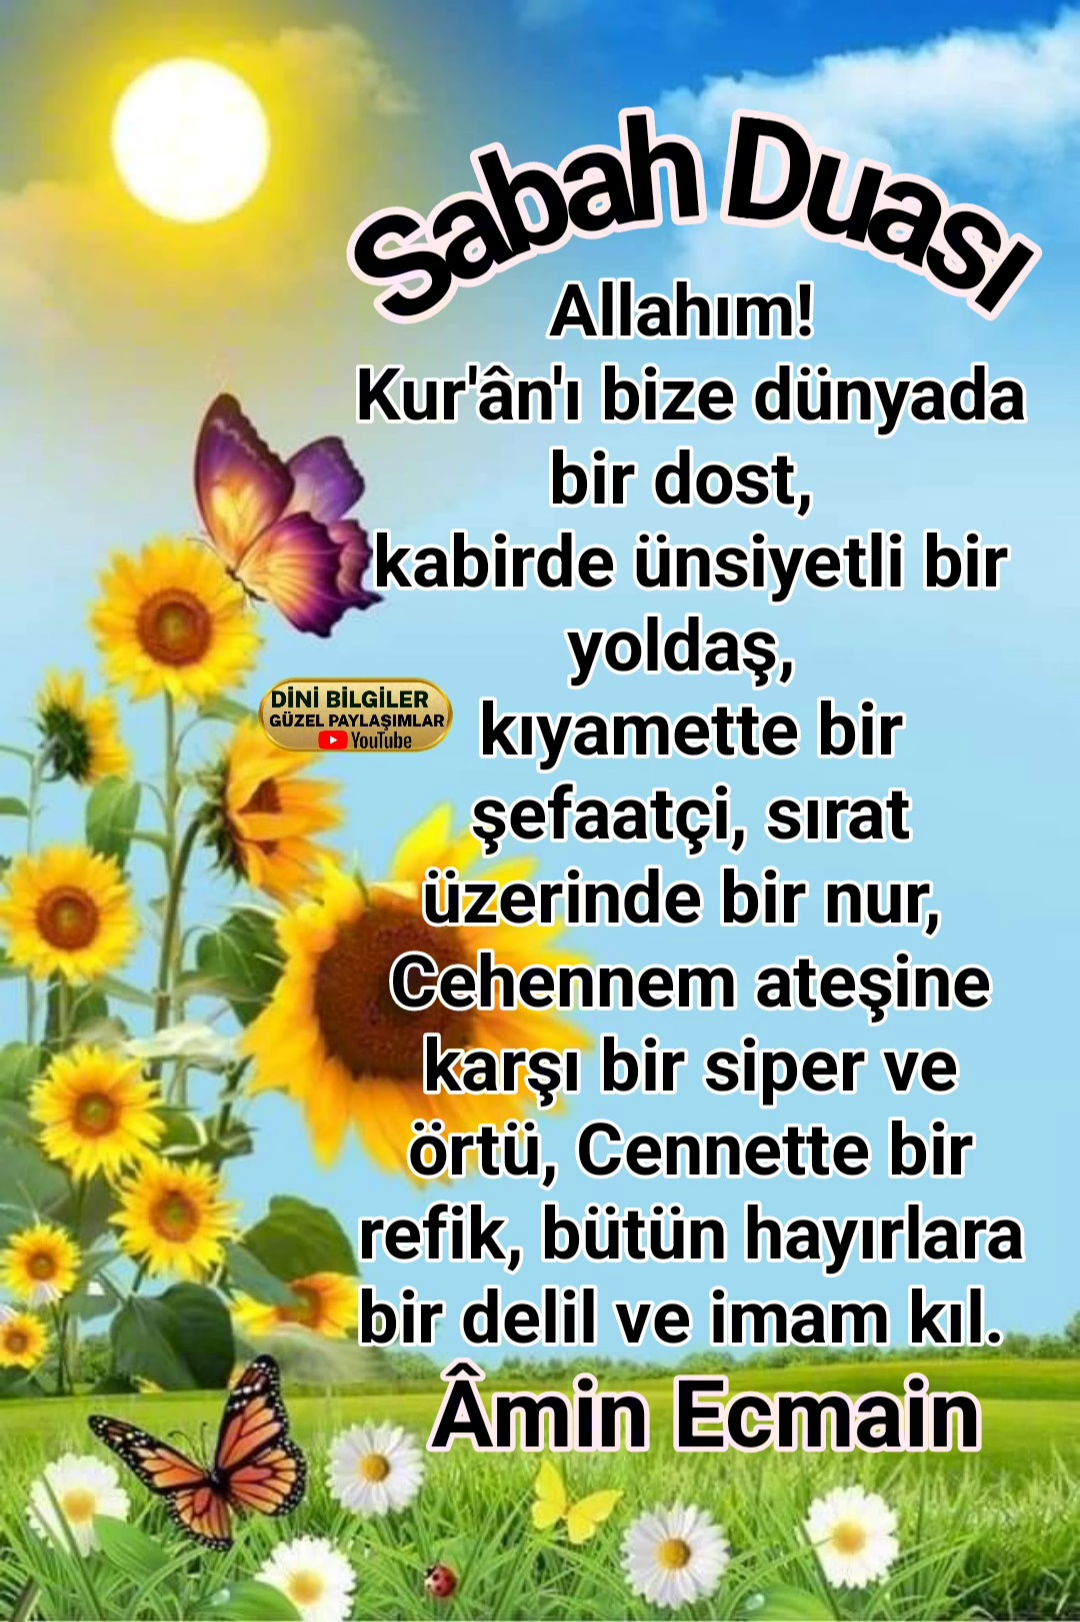 Sabah Duası
Allahım!
Kur'ân'ı bize dünyada
bir dost,
kabirde ünsiyetli bir
yoldaş,
DİNİ BİLGİLER
GÜZEL PAYLAŞIMLAR
YouTube
kıyamette bir
şefaatçi, sırat
üzerinde bir nur,
Cehennem ateşine
karşı bir siper ve
örtü, Cennette bir
refik, bütün hayırlara
bir delil ve imam kıl.
Âmin Ecmain